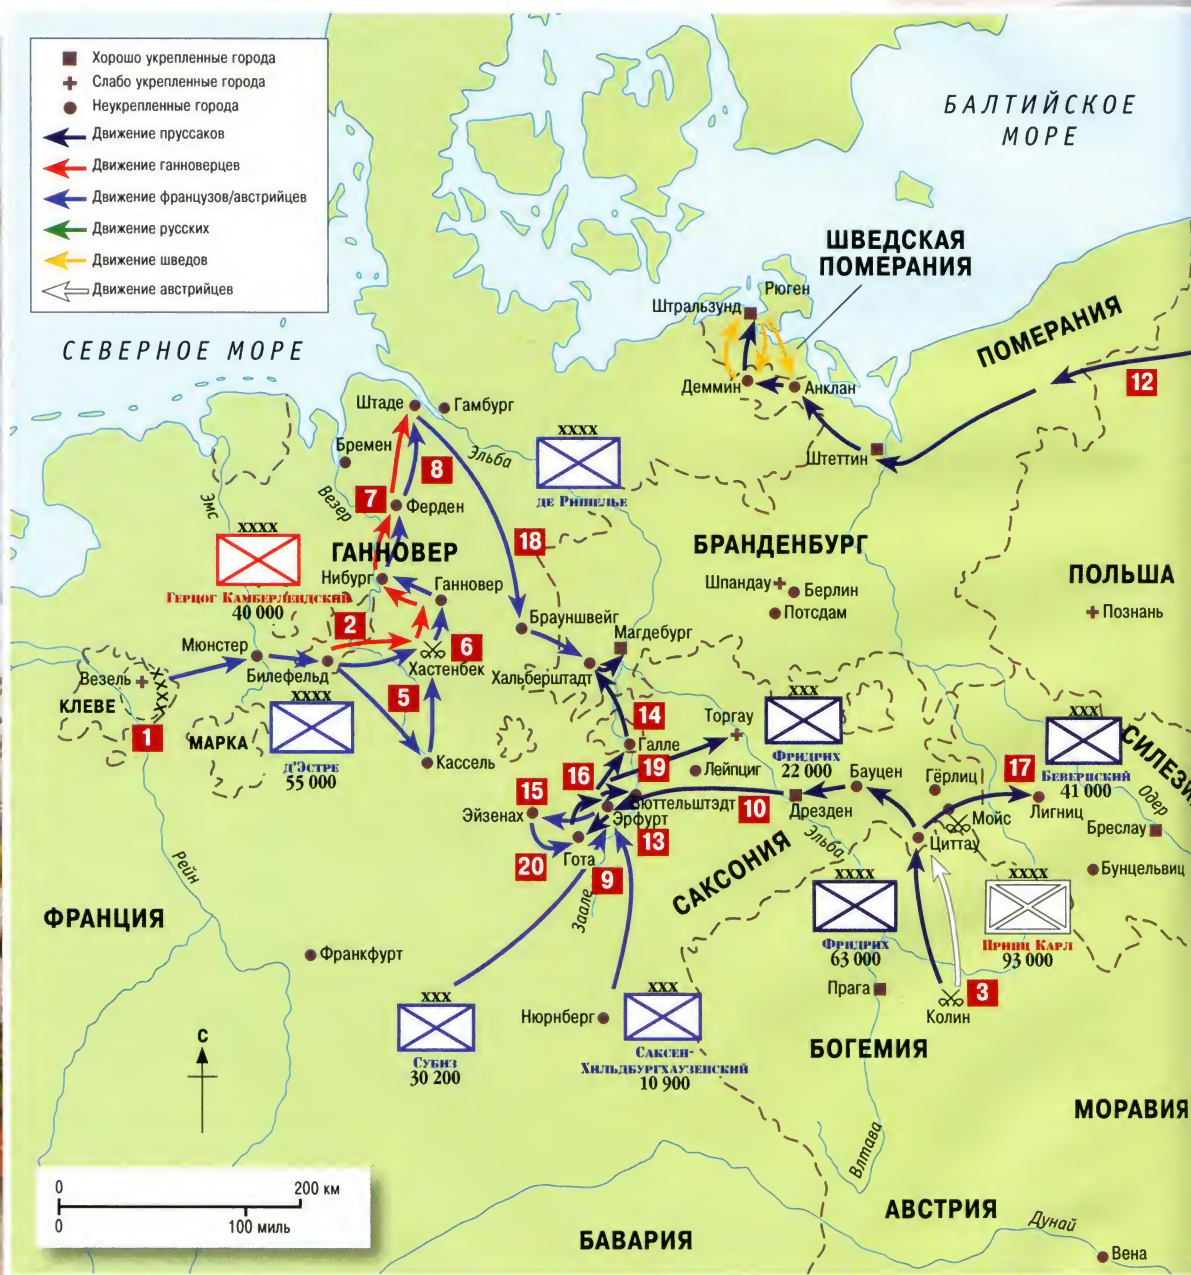 Хорошо укрепленные города
Слабо укрепленные города
Неукрепленные города
Движение пруссаков
Движение ганноверцев
Движение французов/австрийцев
Движение русских
Движение шведов
Движение австрийцев
БАЛТИЙСКОЕ
МОРЕ
СЕВЕРНОЕ МОРЕ
ШВЕДСКАЯ
ПОМЕРАНИЯ
Рюген
Штральзунд
ПОМЕРАНИЯ
12
Деммин
Анклан
Штеттин
Штаде
Гамбург
Бремен
Эльба
XXXX
де Ришелье
8
7
Везер
Ферден
Эмс
XXXX
Герцог Камберлендский
40 000
ГАННОВЕР
18
БРАНДЕНБУРГ
Нибург
Ганновер
Шпандау
Берлин
Потсдам
ПОЛЬША
Познань
2
Брауншвейг
Магдебург
Мюнстер
6
Хастенбек
Хальберштадт
Везель
XXXX
Билефельд
КЛЕВЕ
1
МАРКА
XXXX
д'Эстре
55 000
5
Кассель
14
Торгау
XXX
Фридрих
22 000
XXX
Беверпский
41 000
СИЛЕЗИ
Галле
16
19
Лейпциг
Бауцен
Гёрлиц
17
Одер
15
Вюттельштэдт
10
Дрезден
Мойс
Лигниц
Эйзенах
Эрфурт
13
Эльба
Циттау
Бреслау
20
Гота
9
Заале
САКСОНИЯ
Бунцельвиц
Рейн
XXXX
Фридрих
63 000
XXXX
Принц Карл
93 000
ФРАНЦИЯ
Франкфурт
Прага
3
Колин
XXX
Субиз
30 200
Нюрнберг
XXX
Саксен-
Хильдбургхаузенский
10 900
С
БОГЕМИЯ
МОРАВИЯ
Влтава
0
200 км
0
100 миль
АВСТРИЯ
Дунай
БАВАРИЯ
Вена